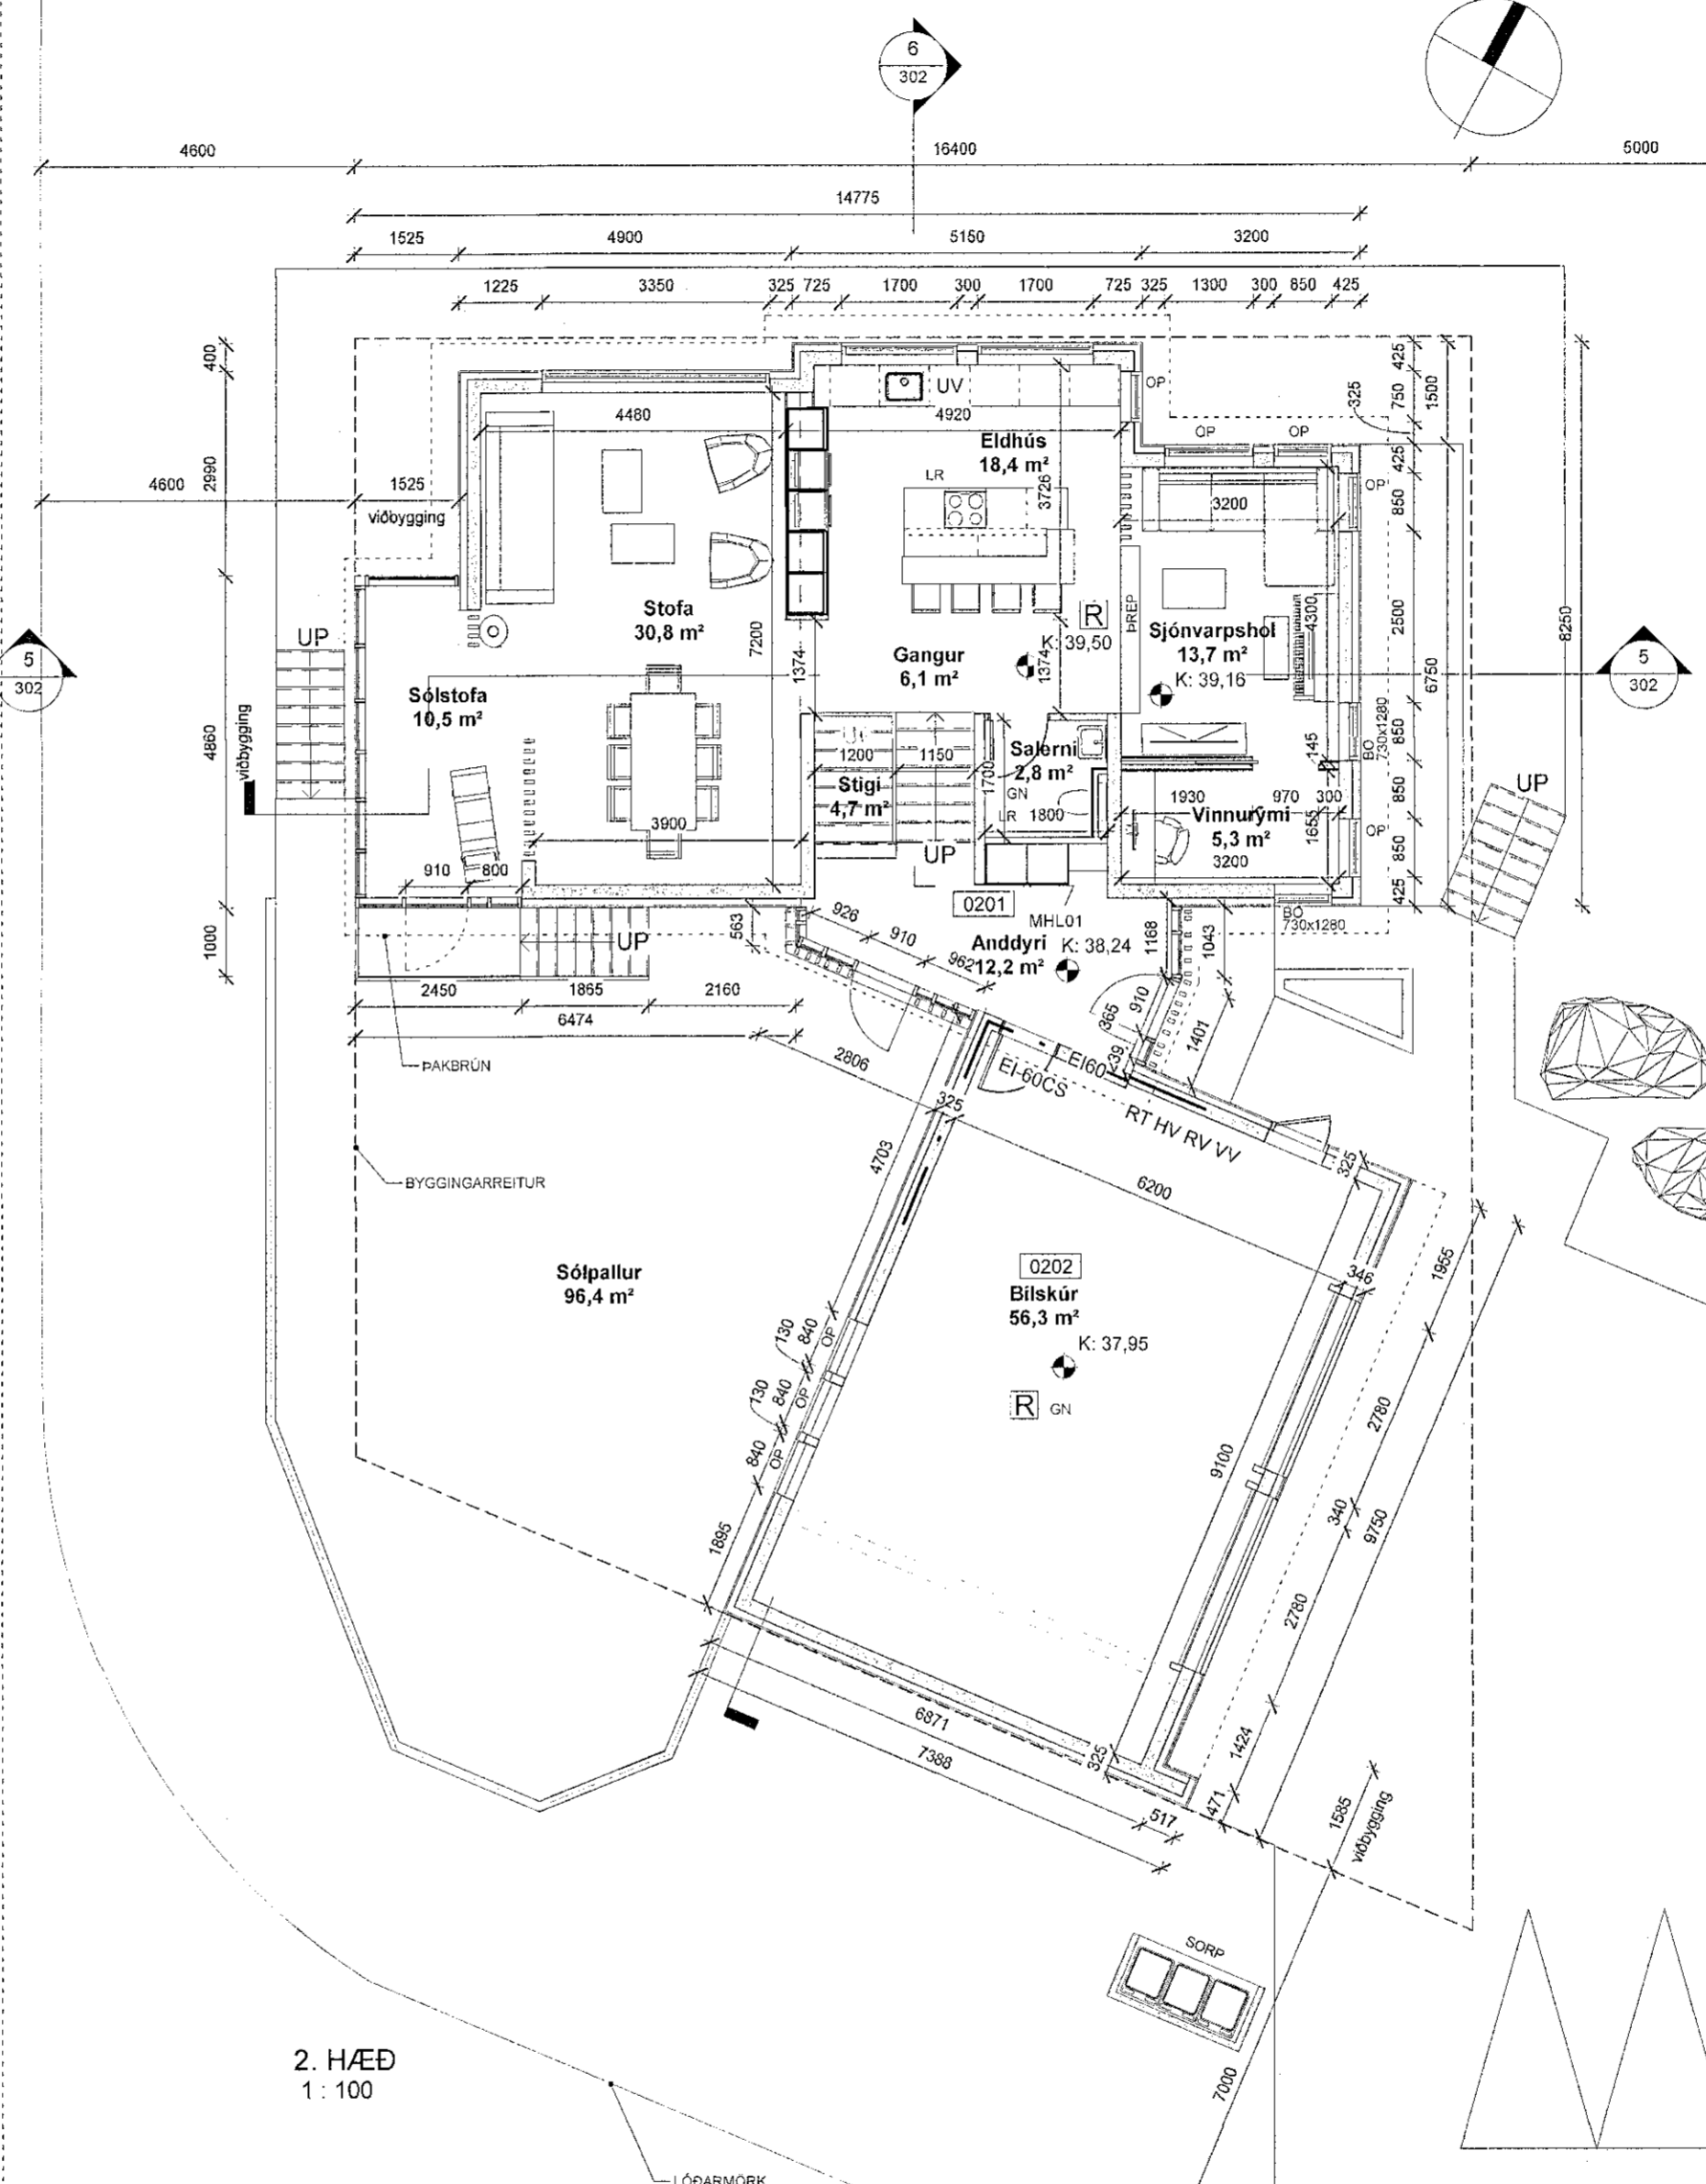 6
302
4600
16400
5000
14775
1525
4900
5150
3200
1225
3350
325
725
1700
300
1700
725
325
1300
300
850
425
400
2990
4860
1000
4600
1525
viðbygging
UV
4480
4920
OP
OP
OP
OP
425
750
325
1500
425
850
2500
850
850
850
425
6750
8250
Eldhús
18,4 m²
LR
3726
3200
Stofa
30,8 m²
7200
1374
Gangur
6,1 m²
R
K: 39,50
1374
ÞREP
Sjónvarpshol
13,7 m²
K: 39,16
4300
5
302
5
302
UP
viðbygging
Sólstofa
10,5 m²
1200
1150
Stigi
4,7 m²
1700
Salerni
2,8 m²
GN
LR
1800
145
BO
730x1280
1930
970
300
Vinnurými
5,3 m²
1655
3200
OP
UP
3900
910
800
UP
0201
MHL01
Anddyri
12,2 m²
K: 38,24
BO
730x1280
UP
563
926
910
962
1168
1043
2450
1865
2160
6474
910
365
239
1401
ÞAKBRÚN
2806
EI-60CS
EI60
RT HV RV VV
325
325
4703
6200
BYGGINGARREITUR
Sólpallur
96,4 m²
0202
Bílskúr
56,3 m²
K: 37,95
R
GN
346
1955
130
840
OP
130
840
OP
840
OP
1895
9100
2780
340
9750
2780
1424
471
6871
7388
325
517
1585
viðbygging
SORP
7000
2. HÆÐ
1 : 100
LÓÐARMÖRK